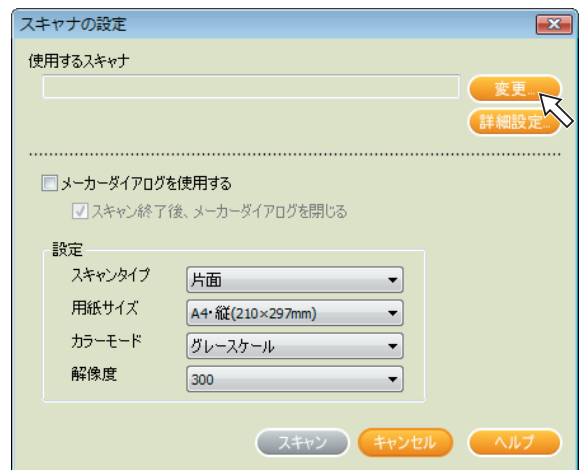 スキャナの設定
使用するスキャナ
変更...
詳細設定...
メーカーダイアログを使用する
スキャン終了後、メーカーダイアログを閉じる
設定
スキャンタイプ 片面
用紙サイズ A4・縦(210×297mm)
カラーモード グレースケール
解像度 300
スキャン キャンセル ヘルプ